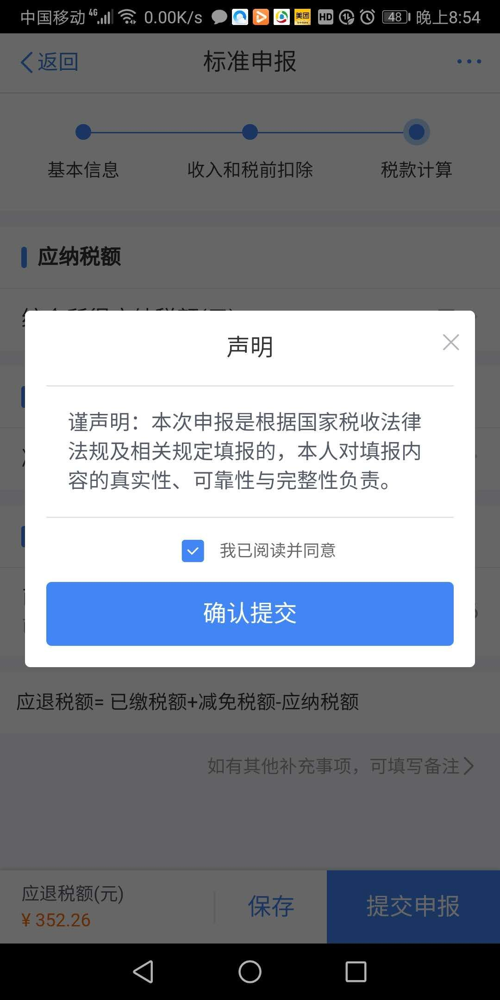 中国移动 4G 0.00K/s 美团 HD 48 晚上8:54
返回 标准申报
基本信息 收入和税前扣除 税款计算
应纳税额
声明
谨声明：本次申报是根据国家税收法律
法规及相关规定填报的，本人对填报内
容的真实性、可靠性与完整性负责。
我已阅读并同意
确认提交
应退税额= 已缴税额+减免税额-应纳税额
如有其他补充事项，可填写备注
应退税额(元) 保存 提交申报
¥ 352.26